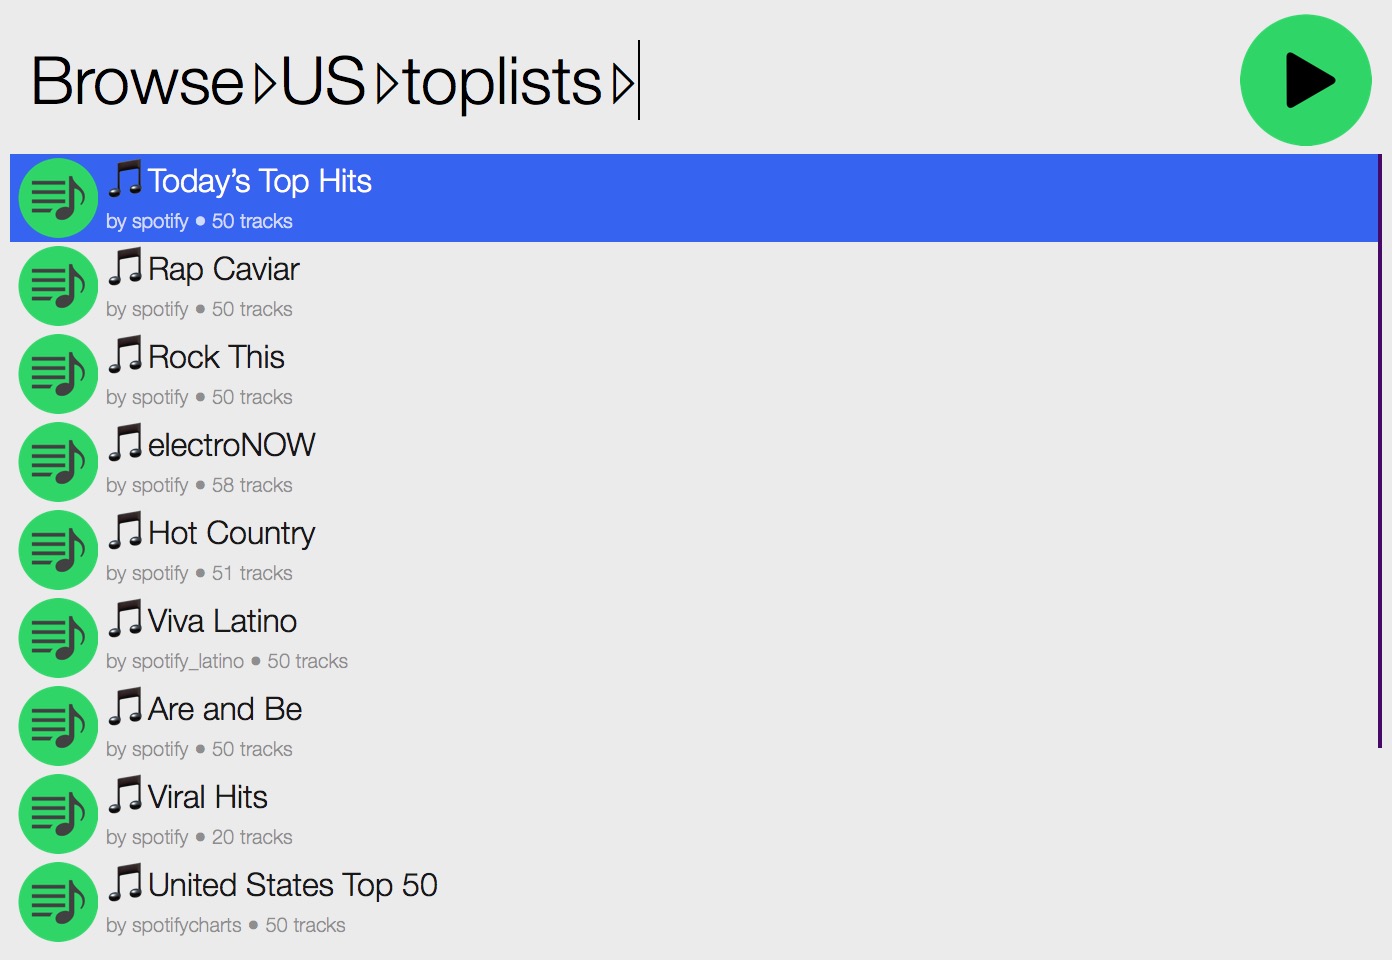 Browse▹US▹toplists▹
🎵Today’s Top Hits
by spotify ● 50 tracks
🎵Rap Caviar
by spotify ● 50 tracks
🎵Rock This
by spotify ● 50 tracks
🎵electroNOW
by spotify ● 58 tracks
🎵Hot Country
by spotify ● 51 tracks
🎵Viva Latino
by spotify_latino ● 50 tracks
🎵Are and Be
by spotify ● 50 tracks
🎵Viral Hits
by spotify ● 20 tracks
🎵United States Top 50
by spotifycharts ● 50 tracks